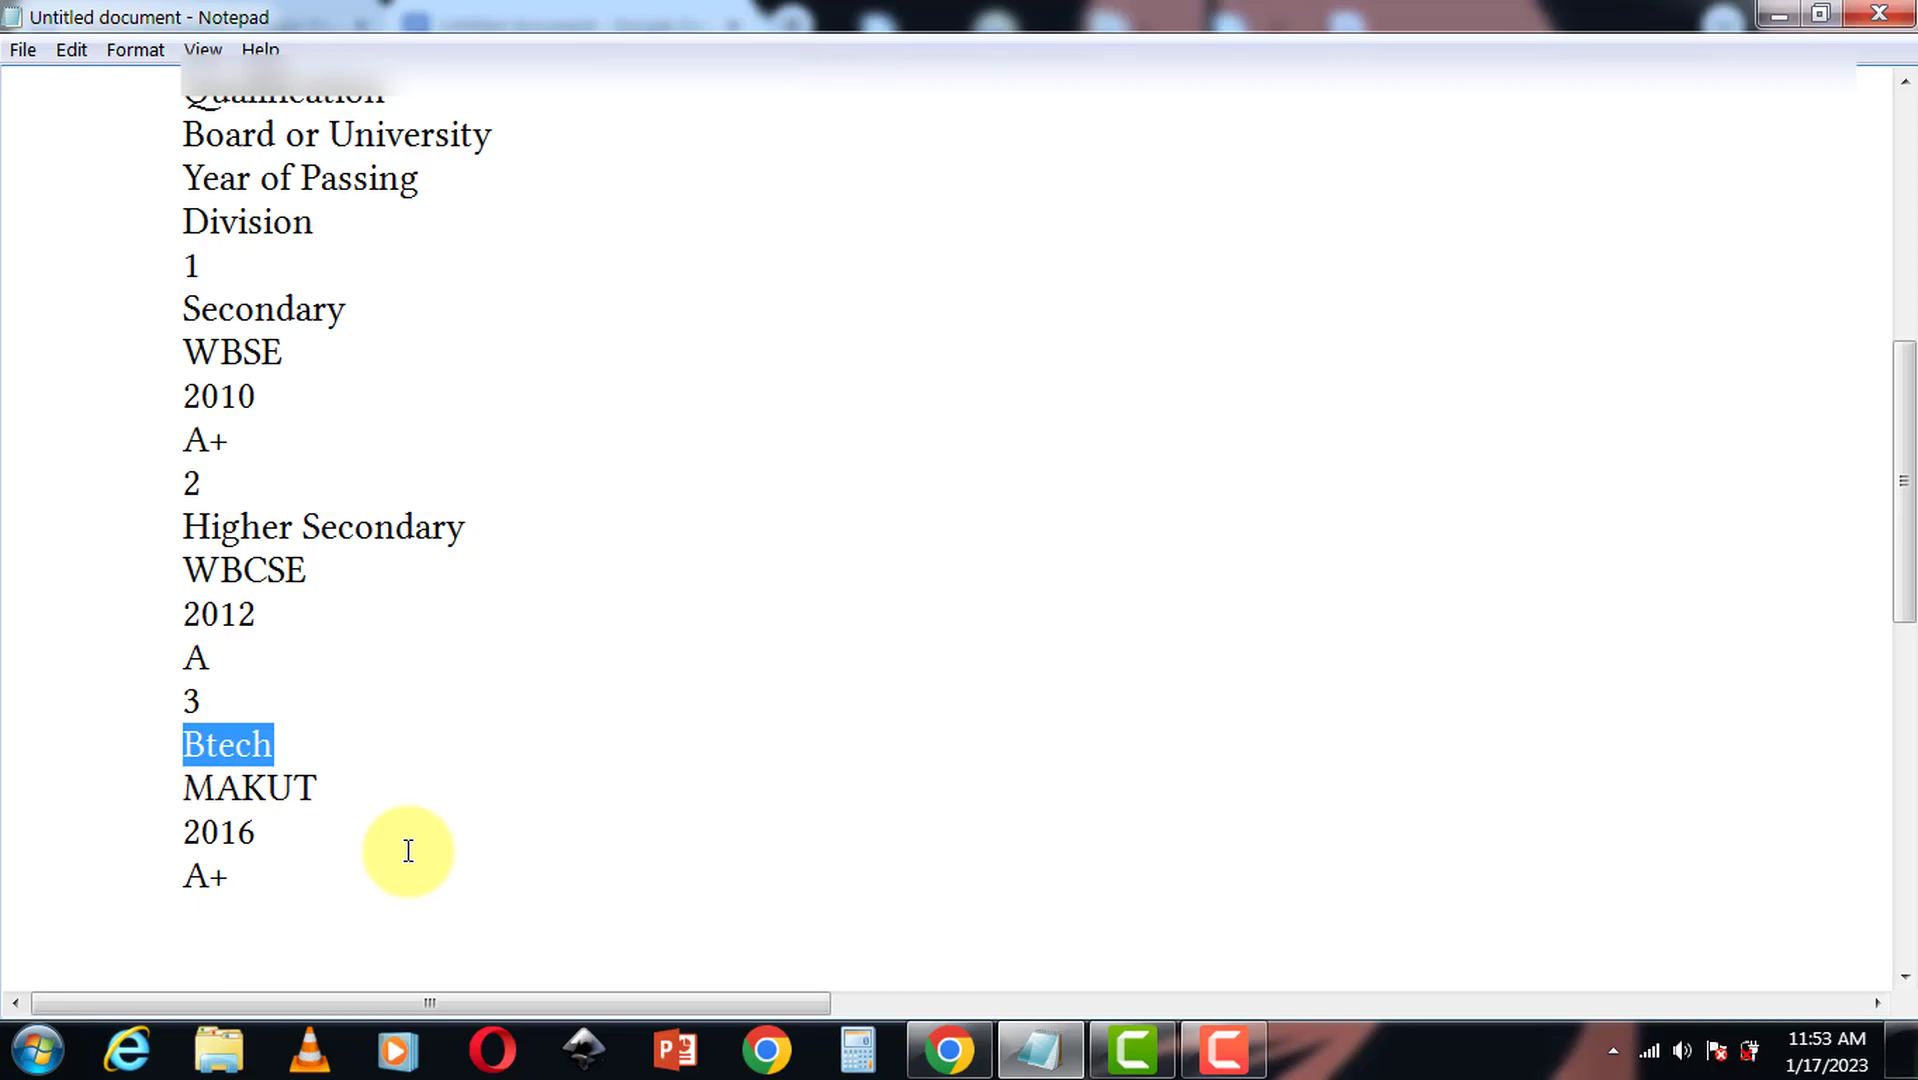 Untitled document - Notepad
File Edit Format View Help
Qualification
Board or University
Year of Passing
Division
1
Secondary
WBSE
2010
A+
2
Higher Secondary
WBCSE
2012
A
3
Btech
MAKUT
2016
A+
11:53 AM
1/17/2023